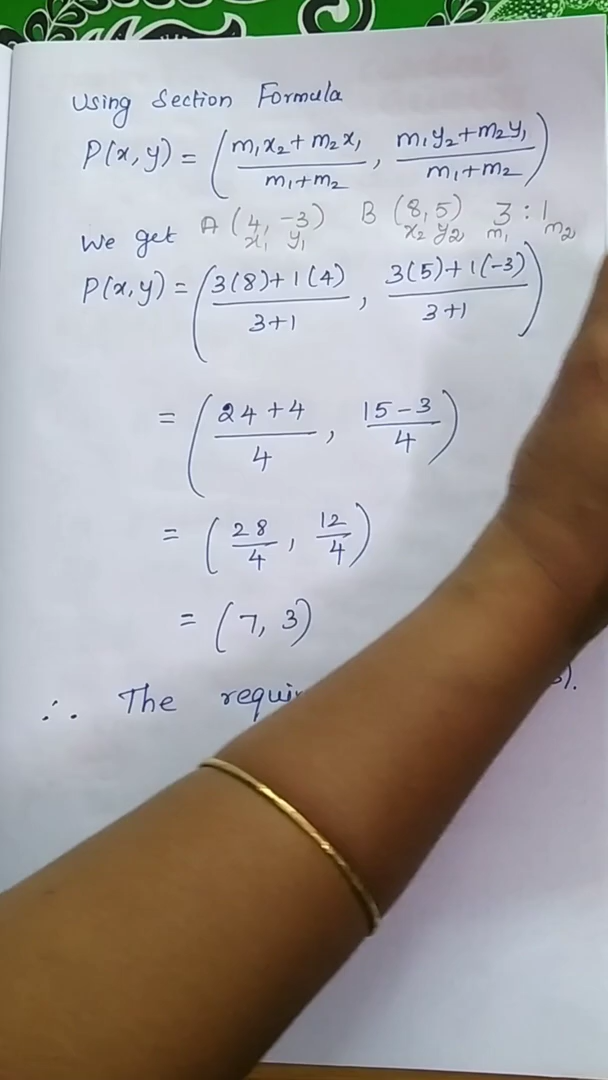 Using Section Formula
P(x, y) = ( m₁x₂ + m₂x₁ / m₁ + m₂ , m₁y₂ + m₂y₁ / m₁ + m₂ )
We get A (4, -3) B (8, 5) 3 : 1
x₁ y₁ x₂ y₂ m₁ m₂
P(x, y) = ( 3(8) + 1(4) / 3+1 , 3(5) + 1(-3) / 3+1 )
= ( 24 + 4 / 4 , 15 - 3 / 4 )
= ( 28 / 4 , 12 / 4 )
= (7, 3)
∴ The ).